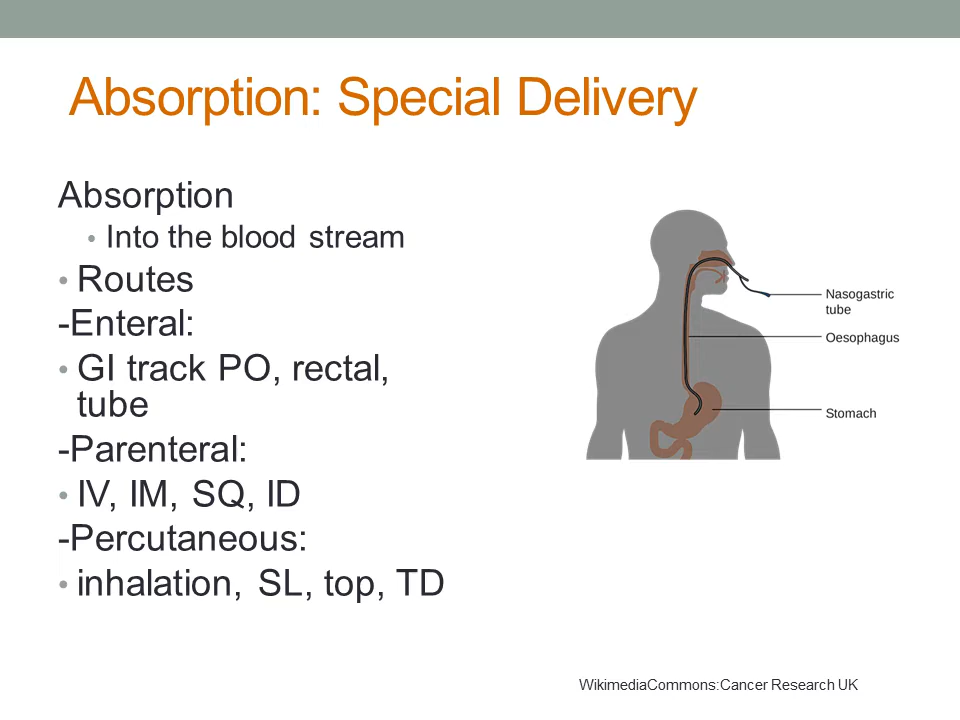 Absorption: Special Delivery
Absorption
• Into the blood stream
• Routes
-Enteral:
• GI track PO, rectal,
tube
-Parenteral:
• IV, IM, SQ, ID
-Percutaneous:
• inhalation, SL, top, TD
Nasogastric
tube
Oesophagus
Stomach
WikimediaCommons:Cancer Research UK